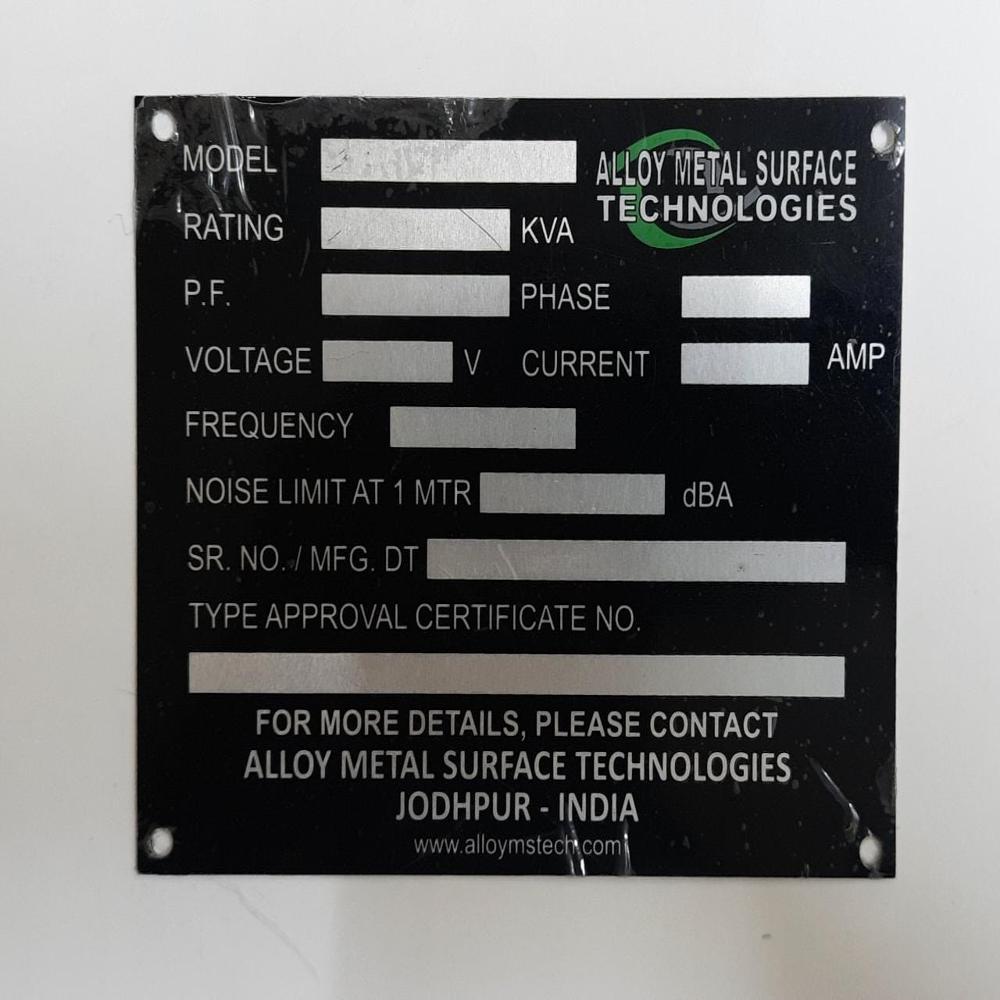 MODEL
ALLOY METAL SURFACE
TECHNOLOGIES
RATING KVA
P.F. PHASE
VOLTAGE V CURRENT AMP
FREQUENCY
NOISE LIMIT AT 1 MTR dBA
SR. NO. / MFG. DT
TYPE APPROVAL CERTIFICATE NO.
FOR MORE DETAILS, PLEASE CONTACT
ALLOY METAL SURFACE TECHNOLOGIES
JODHPUR - INDIA
www.alloymstech.com